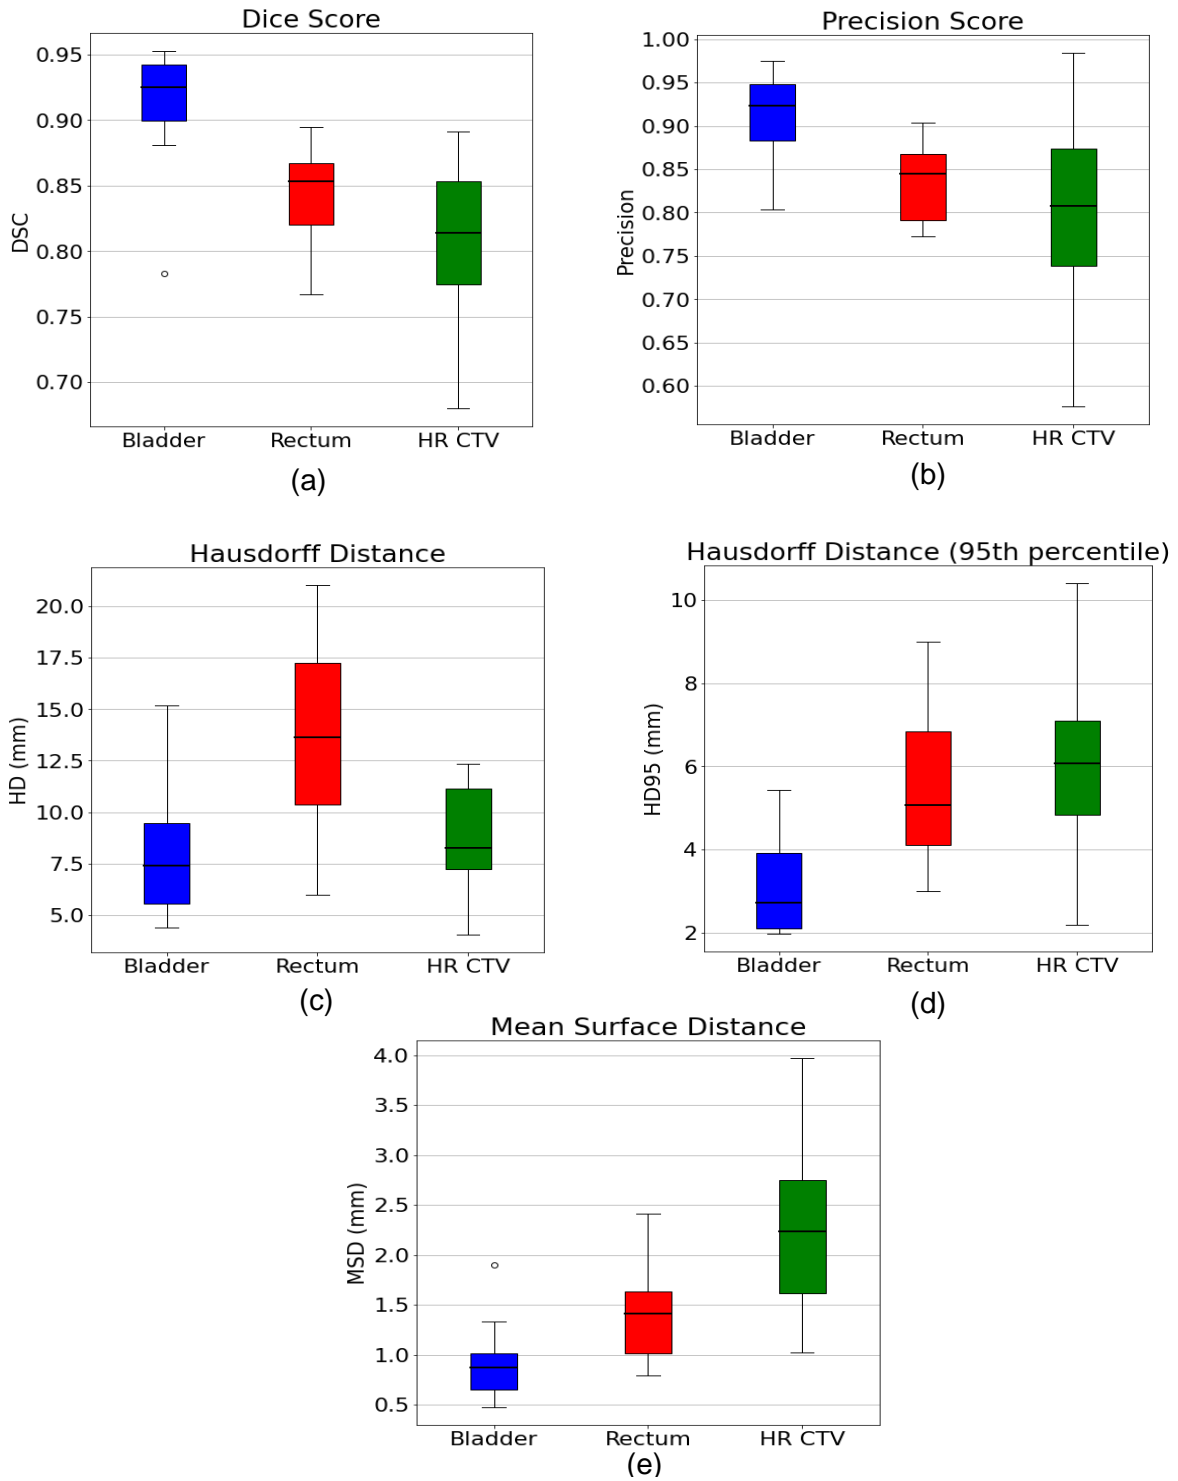 Dice Score
DSC
0.95
0.90
0.85
0.80
0.75
0.70
Bladder Rectum HR CTV
(a)
Precision Score
Precision
1.00
0.95
0.90
0.85
0.80
0.75
0.70
0.65
0.60
Bladder Rectum HR CTV
(b)
Hausdorff Distance
HD (mm)
20.0
17.5
15.0
12.5
10.0
7.5
5.0
Bladder Rectum HR CTV
(c)
Hausdorff Distance (95th percentile)
HD95 (mm)
10
8
6
4
2
Bladder Rectum HR CTV
(d)
Mean Surface Distance
MSD (mm)
4.0
3.5
3.0
2.5
2.0
1.5
1.0
0.5
Bladder Rectum HR CTV
(e)